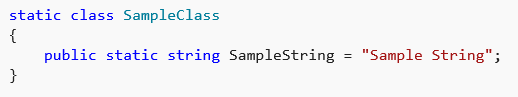 static class SampleClass
{
    public static string SampleString = "Sample String";
}